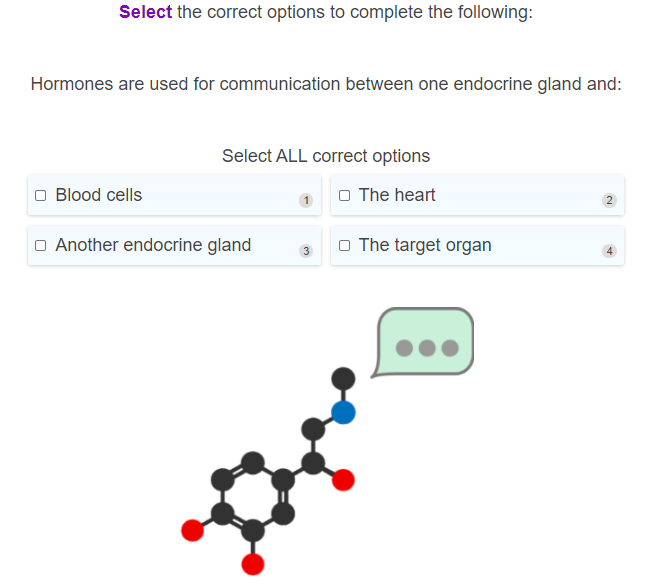 Select the correct options to complete the following:
Hormones are used for communication between one endocrine gland and:
Select ALL correct options
Blood cells 1
The heart 2
Another endocrine gland 3
The target organ 4